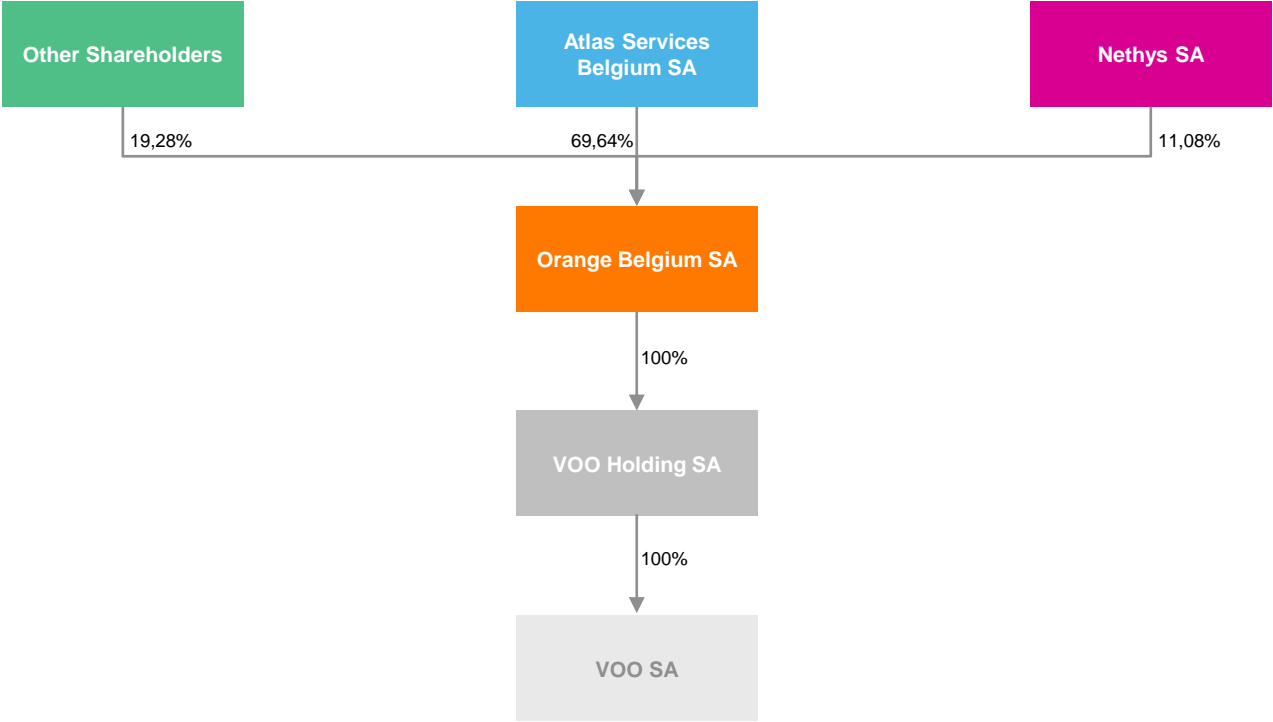 Other Shareholders
Atlas Services
Belgium SA
Nethys SA
19,28%
69,64%
11,08%
Orange Belgium SA
100%
VOO Holding SA
100%
VOO SA